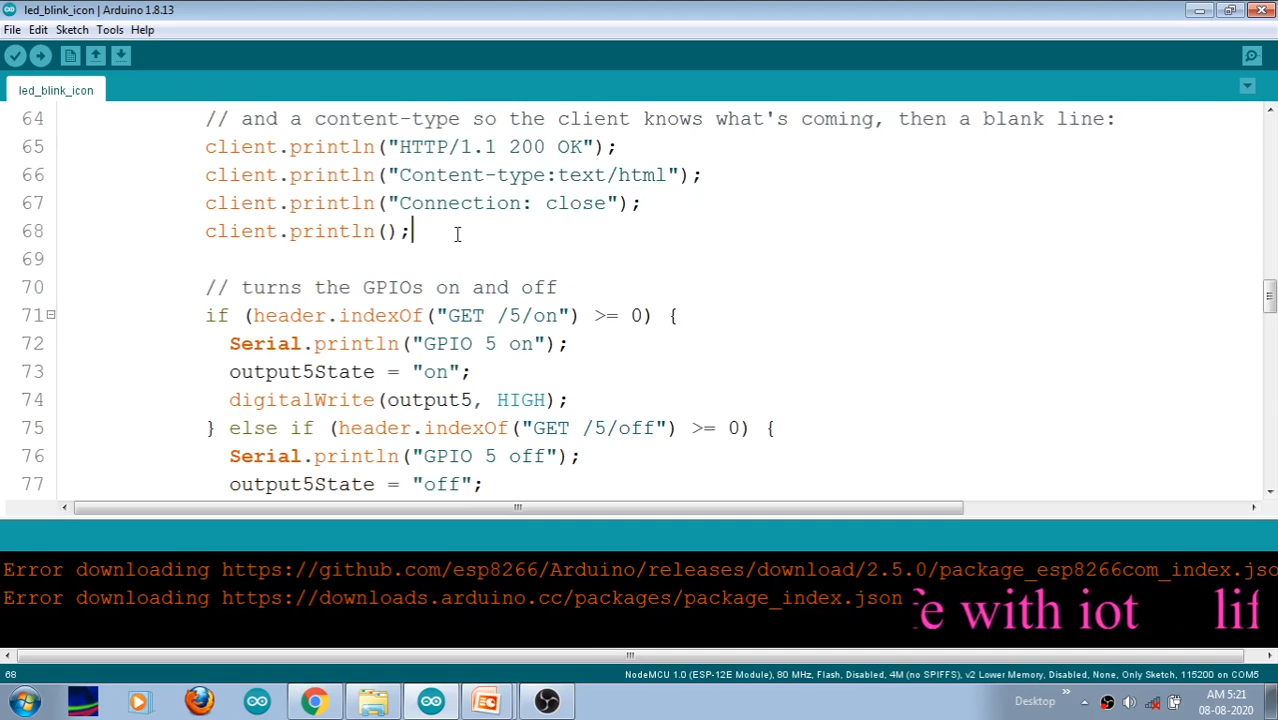 led_blink_icon | Arduino 1.8.13
File Edit Sketch Tools Help
led_blink_icon
64 // and a content-type so the client knows what's coming, then a blank line:
65 client.println("HTTP/1.1 200 OK");
66 client.println("Content-type:text/html");
67 client.println("Connection: close");
68 client.println();
69
70 // turns the GPIOs on and off
71 if (header.indexOf("GET /5/on") >= 0) {
72 Serial.println("GPIO 5 on");
73 output5State = "on";
74 digitalWrite(output5, HIGH);
75 } else if (header.indexOf("GET /5/off") >= 0) {
76 Serial.println("GPIO 5 off");
77 output5State = "off";
Error downloading https://github.com/esp8266/Arduino/releases/download/2.5.0/package_esp8266com_index.jso
Error downloading https://downloads.arduino.cc/packages/package_index.json
e with iot lif
68 NodeMCU 1.0 (ESP-12E Module), 80 MHz, Flash, Disabled, 4M (no SPIFFS), v2 Lower Memory, Disabled, None, Only Sketch, 115200 on COM5
Desktop
AM 5:21
08-08-2020